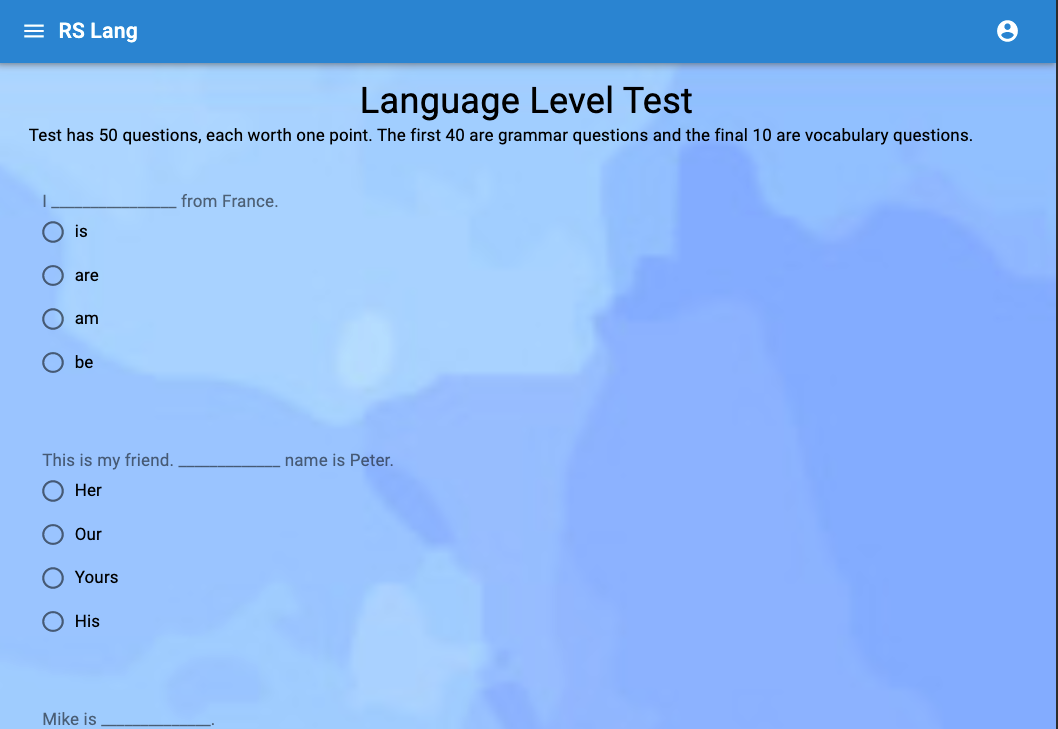 RS Lang
Language Level Test
Test has 50 questions, each worth one point. The first 40 are grammar questions and the final 10 are vocabulary questions.
I _______________ from France.
is
are
am
be
This is my friend. ____________ name is Peter.
Her
Our
Yours
His
Mike is _____________.